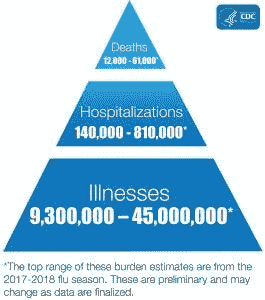 CDC
Deaths
12,000 - 61,000*
Hospitalizations
140,000 - 810,000*
Illnesses
9,300,000 – 45,000,000*
*The top range of these burden estimates are from the
2017-2018 flu season. These are preliminary and may
change as data are finalized.